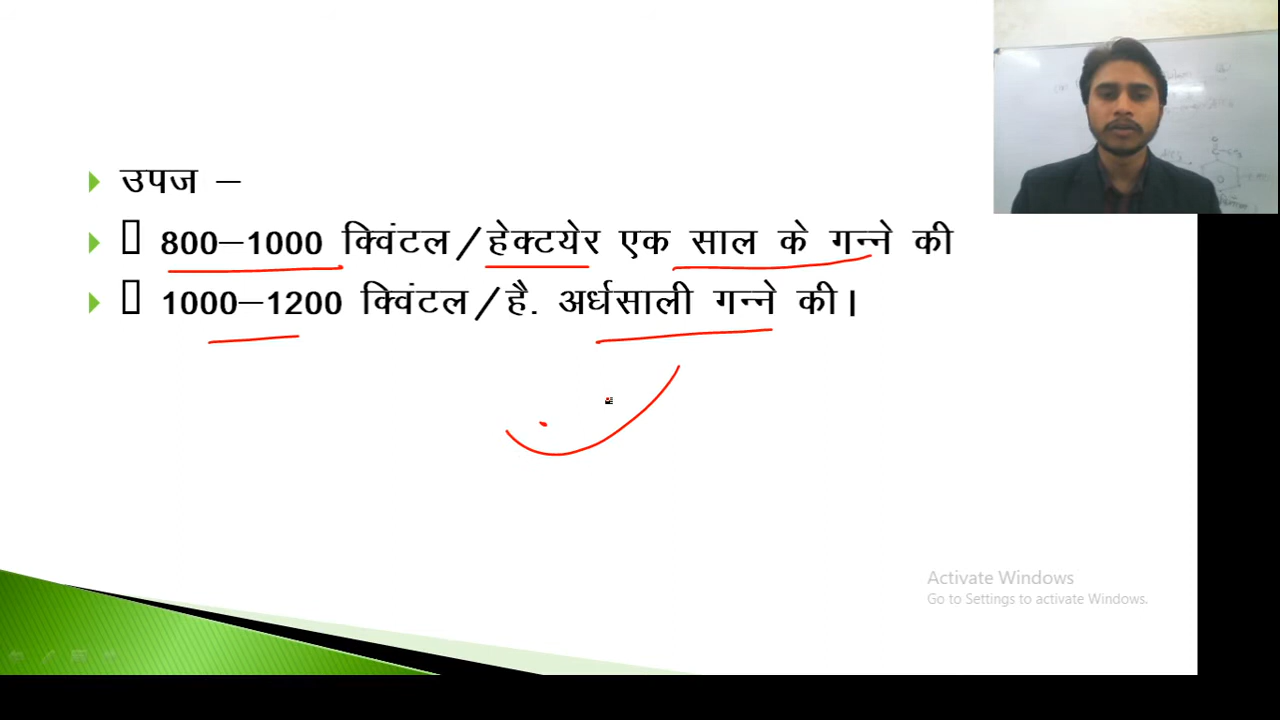 उपज –
800–1000 क्विंटल/हेक्टयेर एक साल के गन्ने की
1000–1200 क्विंटल/है. अर्धसाली गन्ने की।
Activate Windows
Go to Settings to activate Windows.